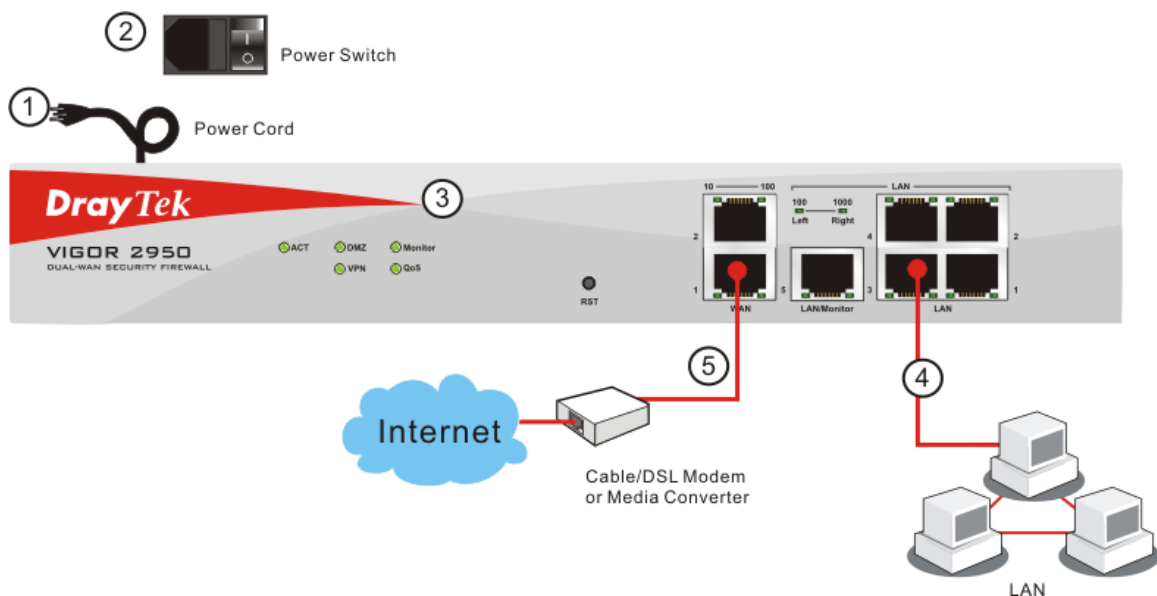 2
Power Switch
1
Power Cord
DrayTek
3
VIGOR 2950
DUAL-WAN SECURITY FIREWALL
ACT
DMZ
Monitor
VPN
QoS
RST
10 100
2
1
WAN
LAN
100 1000
Left Right
5
LAN/Monitor
4
2
3
1
LAN
5
4
Internet
Cable/DSL Modem
or Media Converter
LAN